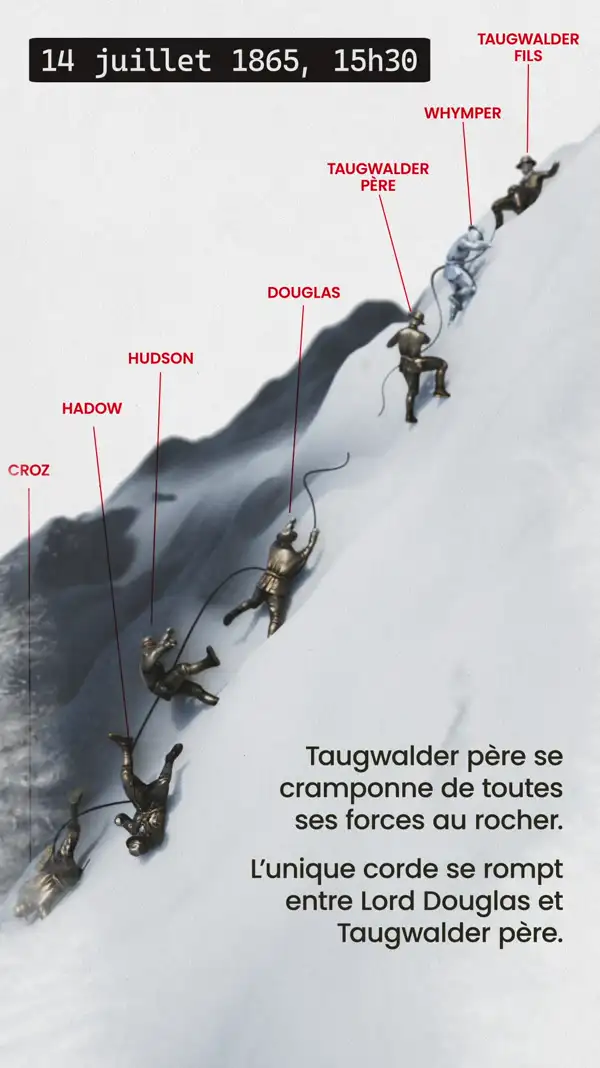 14 juillet 1865, 15h30
TAUGWALDER
FILS
WHYMPER
TAUGWALDER
PÈRE
DOUGLAS
HUDSON
HADOW
CROZ
Taugwalder père se
cramponne de toutes
ses forces au rocher.
L’unique corde se rompt
entre Lord Douglas et
Taugwalder père.